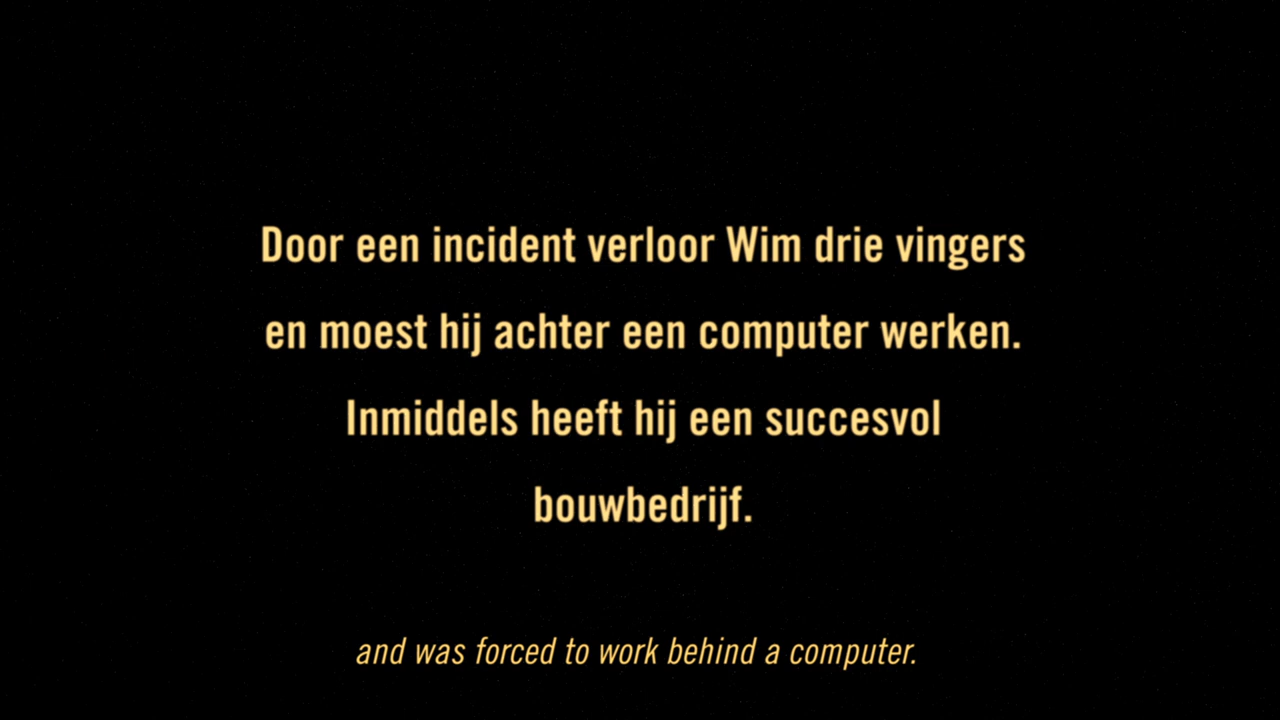 Door een incident verloor Wim drie vingers
en moest hij achter een computer werken.
Inmiddels heeft hij een succesvol
bouwbedrijf.
and was forced to work behind a computer.